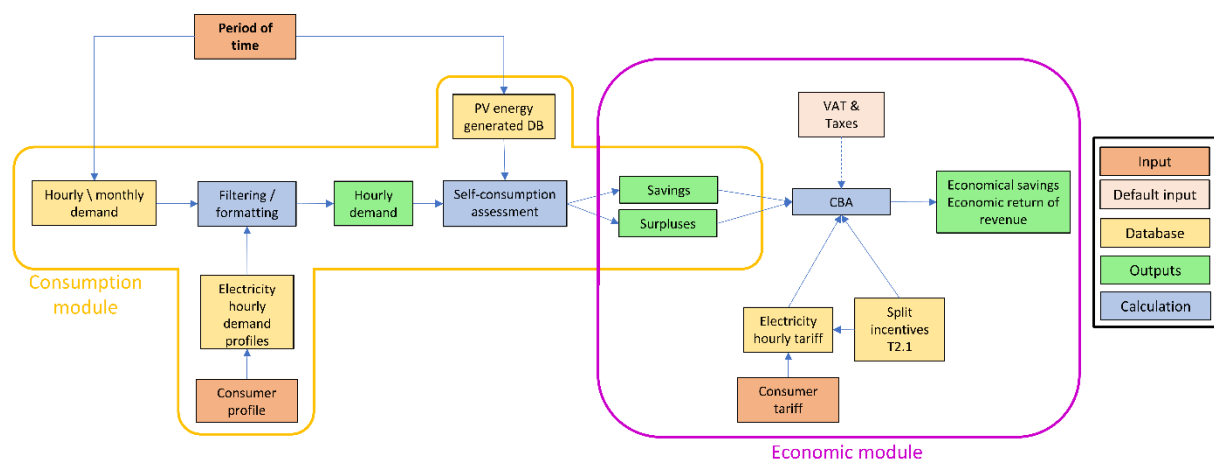 Period of
time
PV energy
generated DB
VAT &
Taxes
Hourly \ monthly
demand
Filtering /
formatting
Hourly
demand
Self-consumption
assessment
Savings
Surpluses
CBA
Economical savings
Economic return of
revenue
Consumption
module
Electricity
hourly
demand
profiles
Consumer
profile
Electricity
hourly tariff
Split
incentives
T2.1
Consumer
tariff
Economic module
Input
Default input
Database
Outputs
Calculation